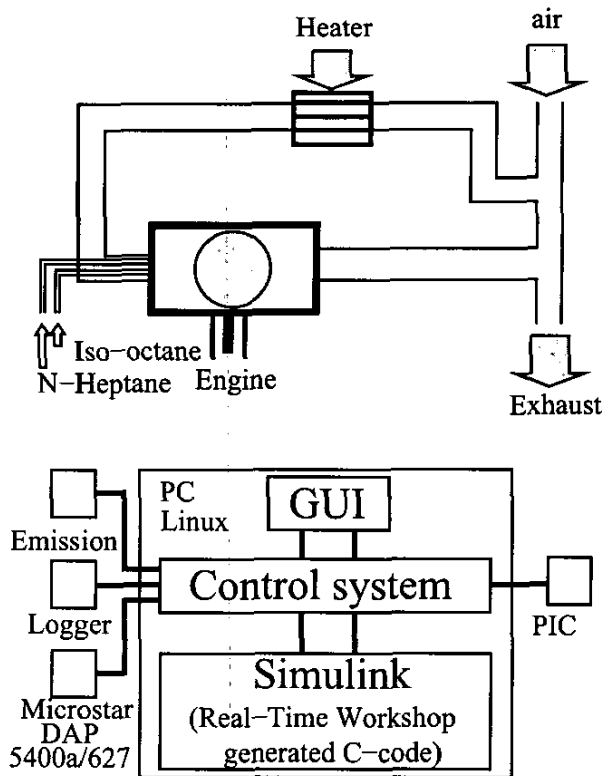 Heater
air
Iso-octane
N-Heptane
Engine
Exhaust
PC
Linux
GUI
Emission
Control system
Logger
PIC
Simulink
(Real-Time Workshop
generated C-code)
Microstar
DAP
5400a/627